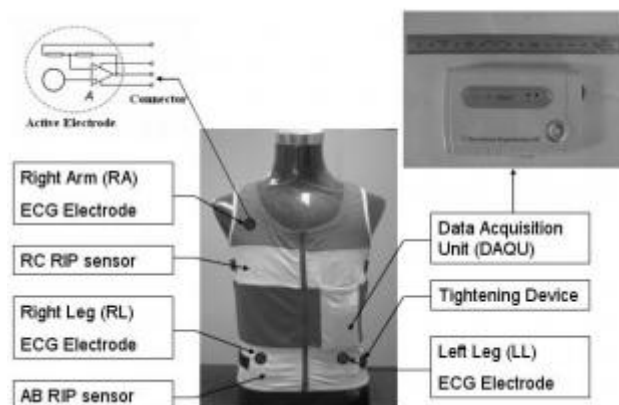 A
Connector
Active Electrode
Right Arm (RA)
ECG Electrode
RC RIP sensor
Right Leg (RL)
ECG Electrode
AB RIP sensor
Data Acquisition
Unit (DAQU)
Tightening Device
Left Leg (LL)
ECG Electrode